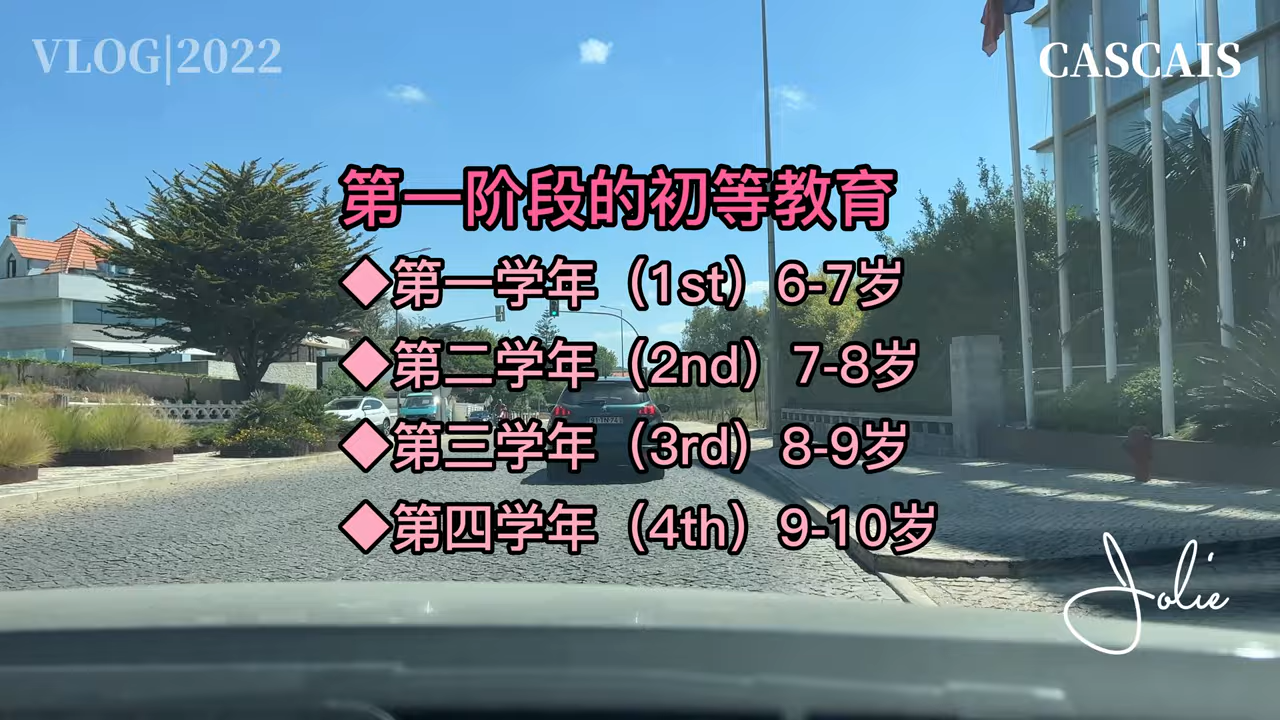 VLOG|2022
CASCAIS
第一阶段的初等教育
◆第一学年（1st）6-7岁
◆第二学年（2nd）7-8岁
◆第三学年（3rd）8-9岁
◆第四学年（4th）9-10岁
Jolie